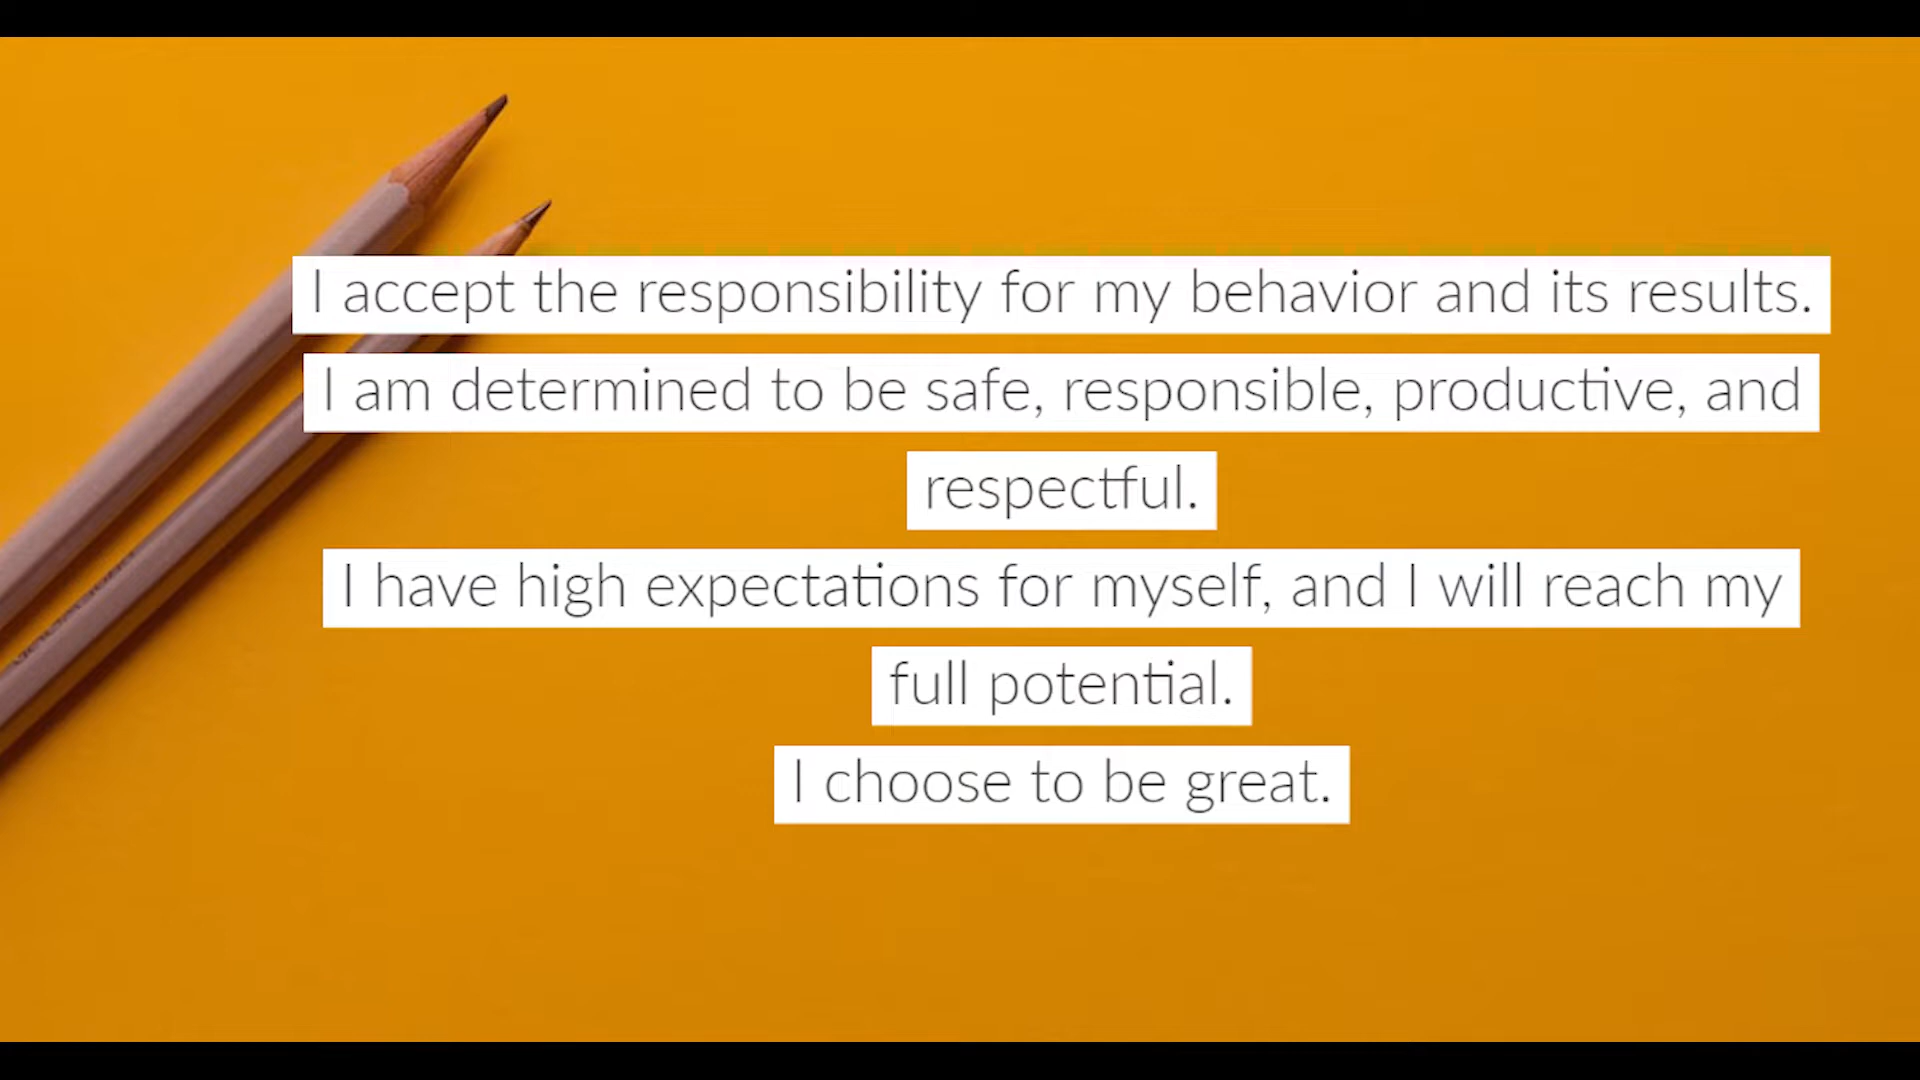 I accept the responsibility for my behavior and its results.
I am determined to be safe, responsible, productive, and
respectful.
I have high expectations for myself, and I will reach my
full potential.
I choose to be great.